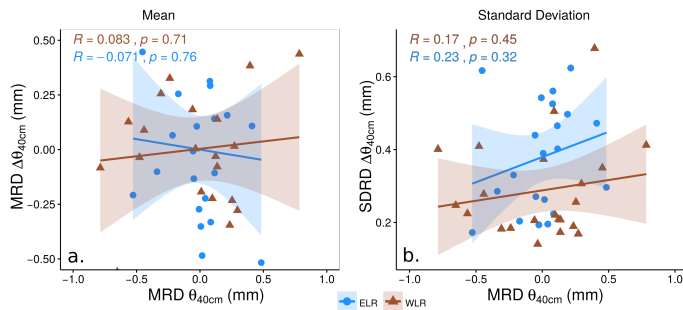 Mean
R = 0.083, p = 0.71
R = −0.071, p = 0.76
MRD Δθ40cm (mm)
0.50
0.25
0.00
−0.25
−0.50
a.
−1.0 −0.5 0.0 0.5 1.0
MRD θ40cm (mm)
Standard Deviation
R = 0.17, p = 0.45
R = 0.23, p = 0.32
SDRD Δθ40cm (mm)
0.6
0.4
0.2
b.
−1.0 −0.5 0.0 0.5 1.0
MRD θ40cm (mm)
ELR WLR